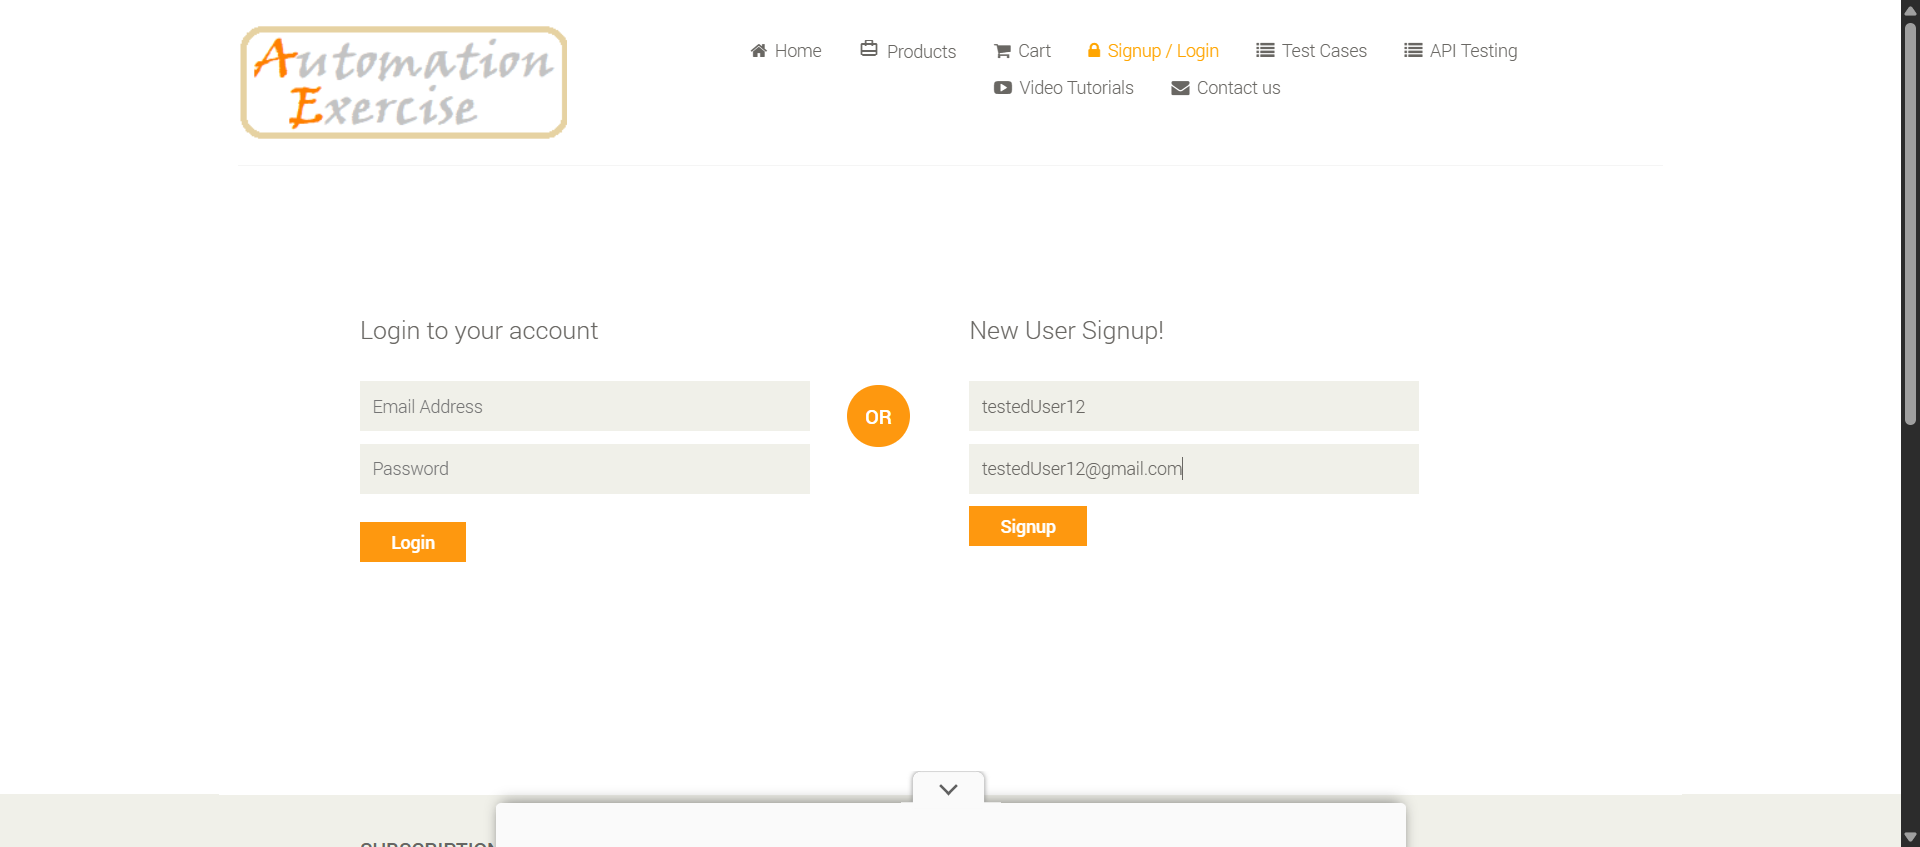 Automation
Exercise
Home
Products
Cart
Signup / Login
Test Cases
API Testing
Video Tutorials
Contact us
Login to your account
Email Address
Password
Login
OR
New User Signup!
testedUser12
testedUser12@gmail.com
Signup
SUBSCRIPTION